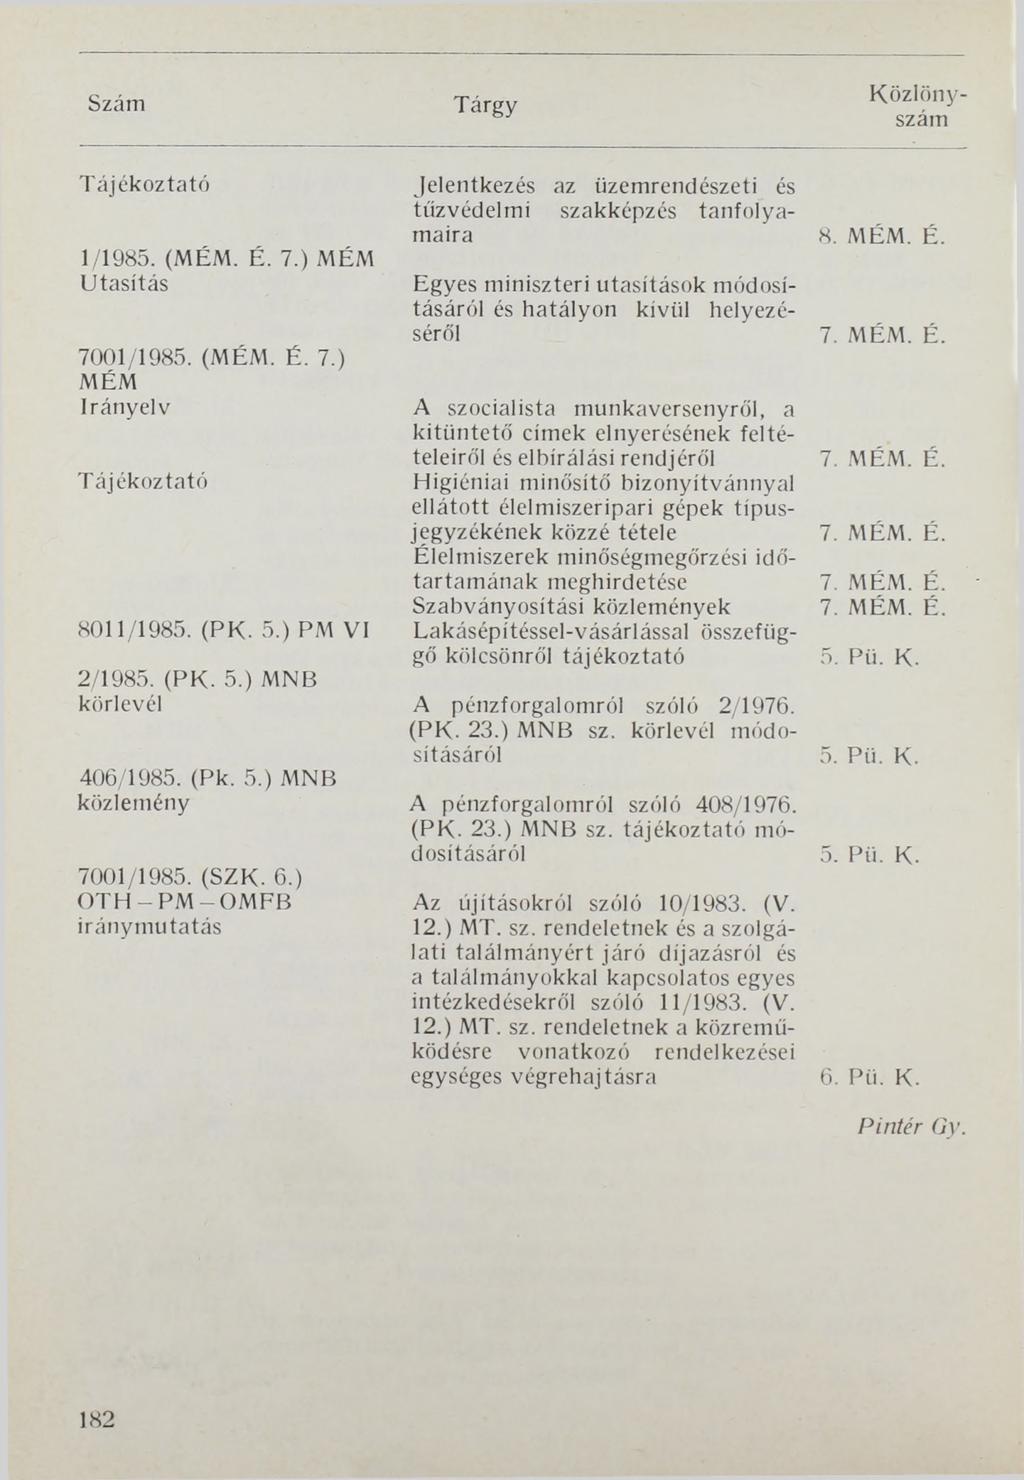 Szám Tárgy Közlöny-
szám
Tájékoztató Jelentkezés az üzemrendészeti és
tűzvédelmi szakképzés tanfolya-
maira 8. MÉM. É.
1/1985. (MÉM. É. 7.) MÉM
Utasítás Egyes miniszteri utasítások módosí-
tásáról és hatályon kívül helyezé-
séről 7. MÉM. É.
7001/1985. (MÉM. É. 7.)
MÉM
Irányelv A szocialista munkaversenyről, a
kitüntető címek elnyerésének felté-
teleiről és elbírálási rendjéről 7. MÉM. É.
Tájékoztató Higiéniai minősítő bizonyítvánnyal
ellátott élelmiszeripari gépek típus-
jegyzékének közzé tétele 7. MÉM. É.
Élelmiszerek minőségmegőrzési idő-
tartamának meghirdetése 7. MÉM. É.
Szabványosítási közlemények 7. MÉM. É.
8011/1985. (PK. 5.) PM VI Lakásépítéssel-vásárlással összefüg-
gő kölcsönről tájékoztató 5. Pü. K.
2/1985. (PK. 5.) MNB
körlevél A pénzforgalomról szóló 2/1976.
(PK. 23.) MNB sz. körlevél módo-
sításáról 5. Pü. K.
406/1985. (Pk. 5.) MNB
közlemény A pénzforgalomról szóló 408/1976.
(PK. 23.) MNB sz. tájékoztató mó-
dosításáról 5. Pü. K.
7001/1985. (SZK. 6.)
OTH – PM – OMFB Az újításokról szóló 10/1983. (V.
iránymutatás 12.) MT. sz. rendeletnek és a szolgá-
lati találmányért járó díjazásról és
a találmányokkal kapcsolatos egyes
intézkedésekről szóló 11/1983. (V.
12.) MT. sz. rendeletnek a közremű-
ködésre vonatkozó rendelkezései
egységes végrehajtásra 6. Pü. K.
Pintér Gy.
182